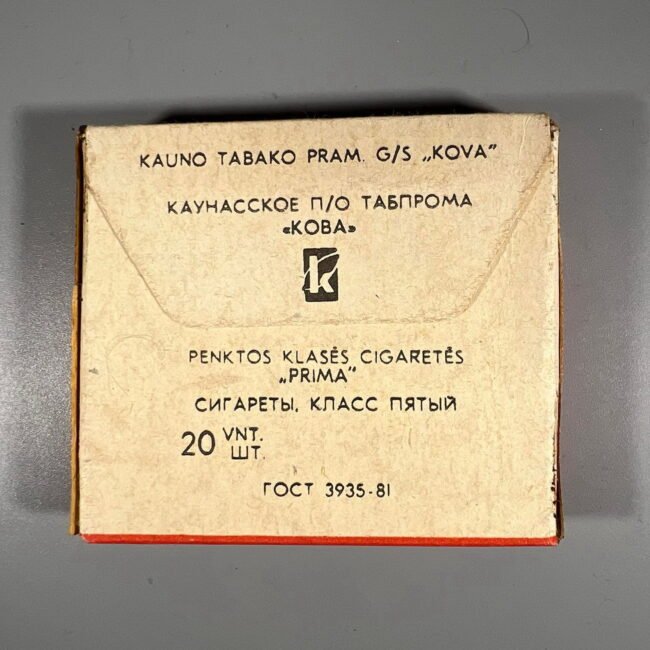 KAUNO TABAKO PRAM. G/S „KOVA"
КАУНАССКОЕ П/О ТАБПРОМА
«КОВА»
k
PENKTOS KLASĖS CIGARETĖS
„PRIMA"
СИГАРЕТЫ, КЛАСС ПЯТЫЙ
20 VNT.
ШТ.
ГОСТ 3935-81